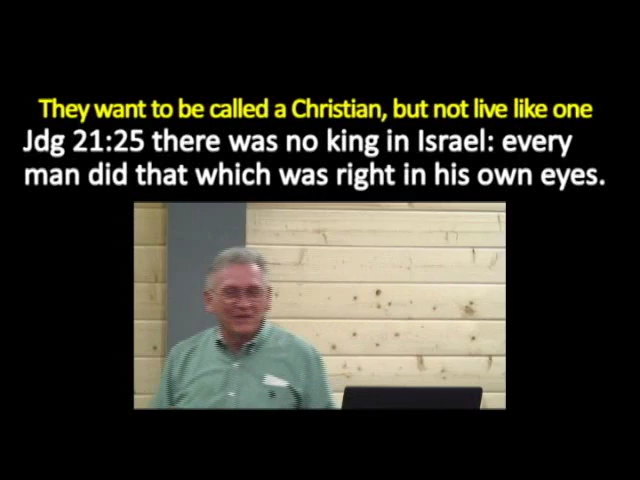 They want to be called a Christian, but not live like one
Jdg 21:25 there was no king in Israel: every
man did that which was right in his own eyes.